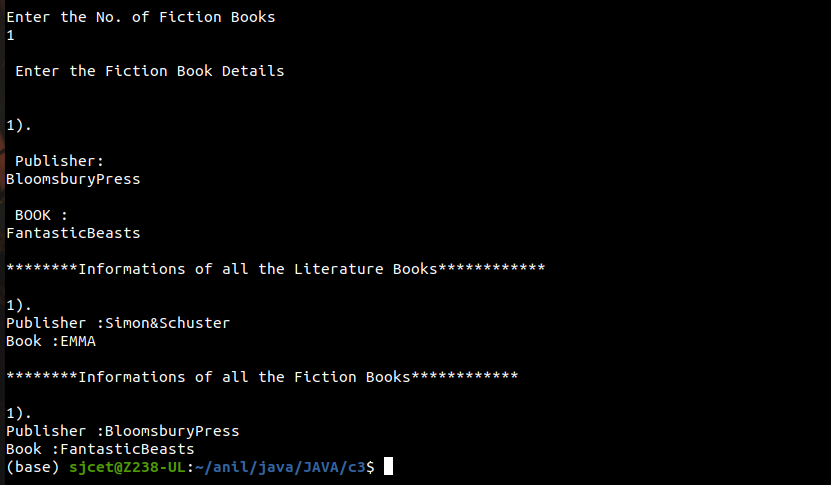 Enter the No. of Fiction Books
1
Enter the Fiction Book Details
1).
Publisher:
BloomsburyPress
BOOK :
FantasticBeasts
********Informations of all the Literature Books************
1).
Publisher :Simon&Schuster
Book :EMMA
********Informations of all the Fiction Books************
1).
Publisher :BloomsburyPress
Book :FantasticBeasts
(base) sjcet@Z238-UL:~/anil/java/JAVA/c3$